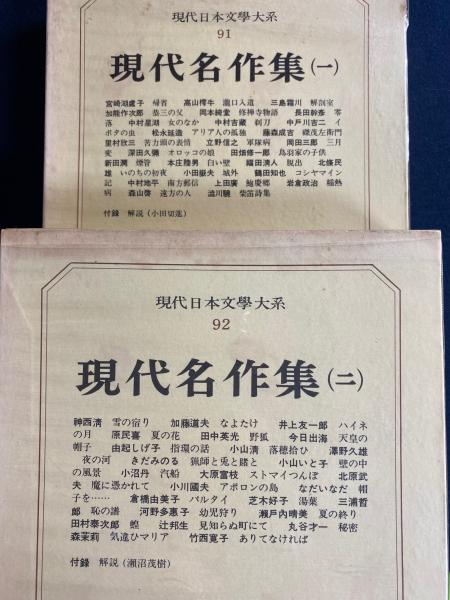 現代日本文學大系
91
現代名作集(一)
宮崎湖處子 帰省 高山樗牛 瀧口入道 三島霜川 解剖室
加能作次郎 恭三の父 岡本綺堂 修禅寺物語 長田幹彦 零
落 中村星湖 女のなか 中村吉蔵 剃刀 中戸川吉二 イ
ボタの虫 松永延造 アリア人の孤独 藤森成吉 礫茂左衛門
里村欣三 苦力頭の表情 立野信之 軍隊病 岡田三郎 三月
変 深田久彌 オロッコの娘 田畑修一郎 鳥羽家の子供
新田潤 煙管 本庄陸男 白い壁 福田清人 脱出 北條民
雄 いのちの初夜 小田嶽夫 城外 鶴田知也 コシヤマイン
記 中村地平 南方郵信 上田廣 鮑慶郷 岩倉政治 稲熱
病 森山啓 遠方の人 澁川驍 柴笛詩集
付録 解説(小田切進)
現代日本文學大系
92
現代名作集(二)
神西清 雪の宿り 加藤道夫 なよたけ 井上友一郎 ハイネ
の月 原民喜 夏の花 田中英光 野狐 今日出海 天皇の
帽子 由起しげ子 指環の話 小山清 落穂拾ひ 澤野久雄
夜の河 きだみのる 猟師と兎と賭と 小山いと子 壁の中
の風景 小沼丹 汽船 大原富枝 ストマイつんぼ 北原武
夫 魔に憑かれて 小川國夫 アポロンの島 なだいなだ 帽
子を…… 倉橋由美子 パルタイ 芝木好子 湯葉 三浦哲
郎 恥の譜 河野多惠子 幼児狩り 瀬戸内晴美 夏の終り
田村泰次郎 蝗 辻邦生 見知らぬ町にて 丸谷才一 秘密
森茉莉 気違ひマリア 竹西寛子 ありてなければ
付録 解説(瀬沼茂樹)